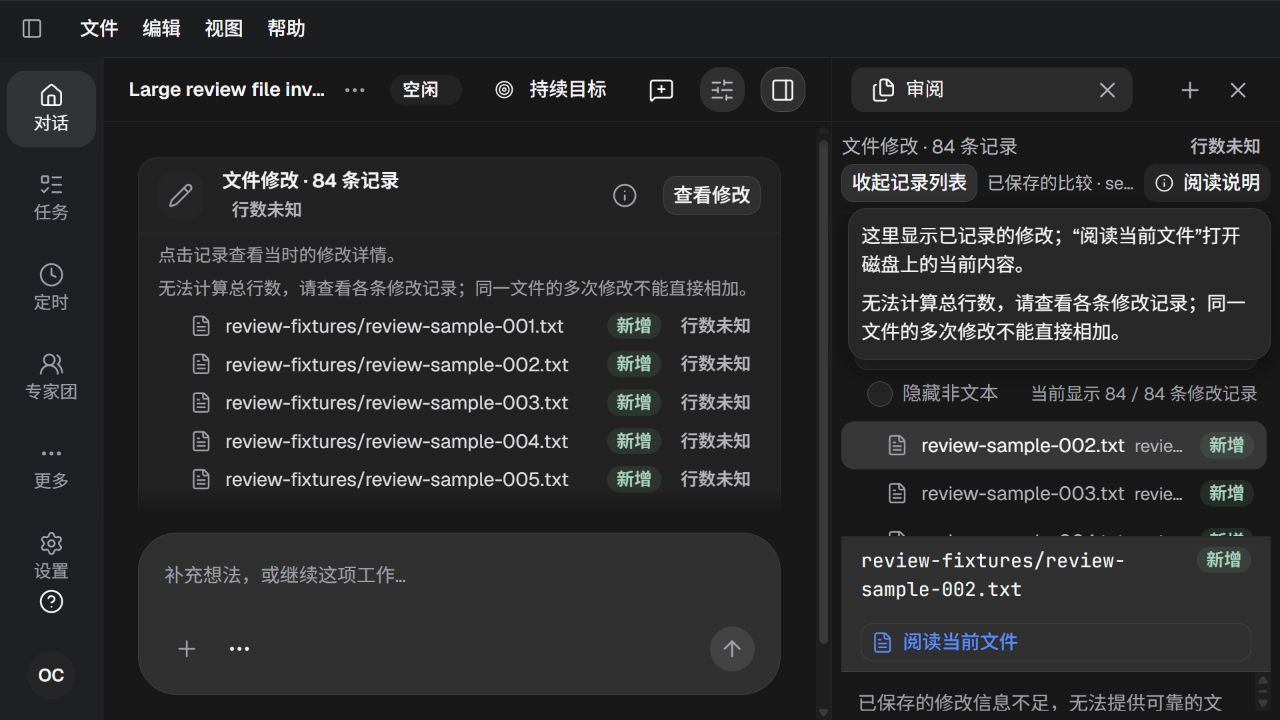 文件 编辑 视图 帮助
对话
任务
定时
专家团
更多
设置
OC
Large review file inv...
空闲
持续目标
文件修改 · 84 条记录
行数未知
查看修改
点击记录查看当时的修改详情。
无法计算总行数，请查看各条修改记录；同一文件的多次修改不能直接相加。
review-fixtures/review-sample-001.txt 新增 行数未知
review-fixtures/review-sample-002.txt 新增 行数未知
review-fixtures/review-sample-003.txt 新增 行数未知
review-fixtures/review-sample-004.txt 新增 行数未知
review-fixtures/review-sample-005.txt 新增 行数未知
补充想法，或继续这项工作...
审阅
文件修改 · 84 条记录 行数未知
收起记录列表 已保存的比较 · se... 阅读说明
这里显示已记录的修改；“阅读当前文件”打开
磁盘上的当前内容。
无法计算总行数，请查看各条修改记录；同一
文件的多次修改不能直接相加。
隐藏非文本 当前显示 84 / 84 条修改记录
review-sample-002.txt revie... 新增
review-sample-003.txt revie... 新增
review-fixtures/review-
sample-002.txt
新增
阅读当前文件
已保存的修改信息不足，无法提供可靠的文